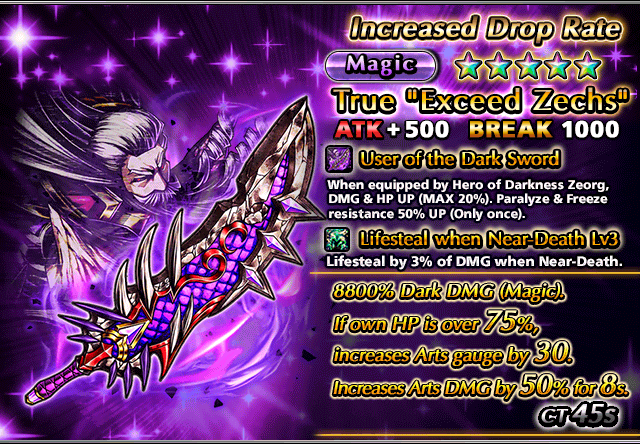 Increased Drop Rate
Magic
True "Exceed Zechs"
ATK+500 BREAK 1000
User of the Dark Sword
When equipped by Hero of Darkness Zeorg,
DMG & HP UP (MAX 20%). Paralyze & Freeze
resistance 50% UP (Only once).
Lifesteal when Near-Death Lv3
Lifesteal by 3% of DMG when Near-Death.
8800% Dark DMG (Magic).
If own HP is over 75%,
increases Arts gauge by 30.
Increases Arts DMG by 50% for 8s.
CT 45s